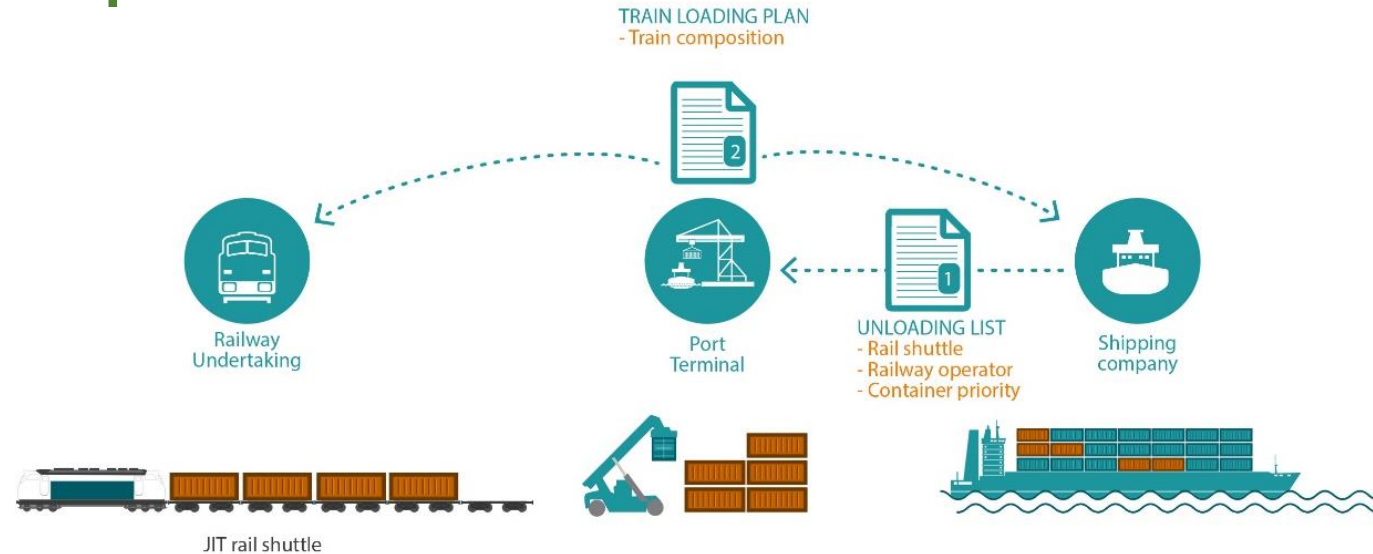 TRAIN LOADING PLAN
- Train composition
2
1
Railway
Undertaking
Port
Terminal
UNLOADING LIST
- Rail shuttle
- Railway operator
- Container priority
Shipping
company
JIT rail shuttle